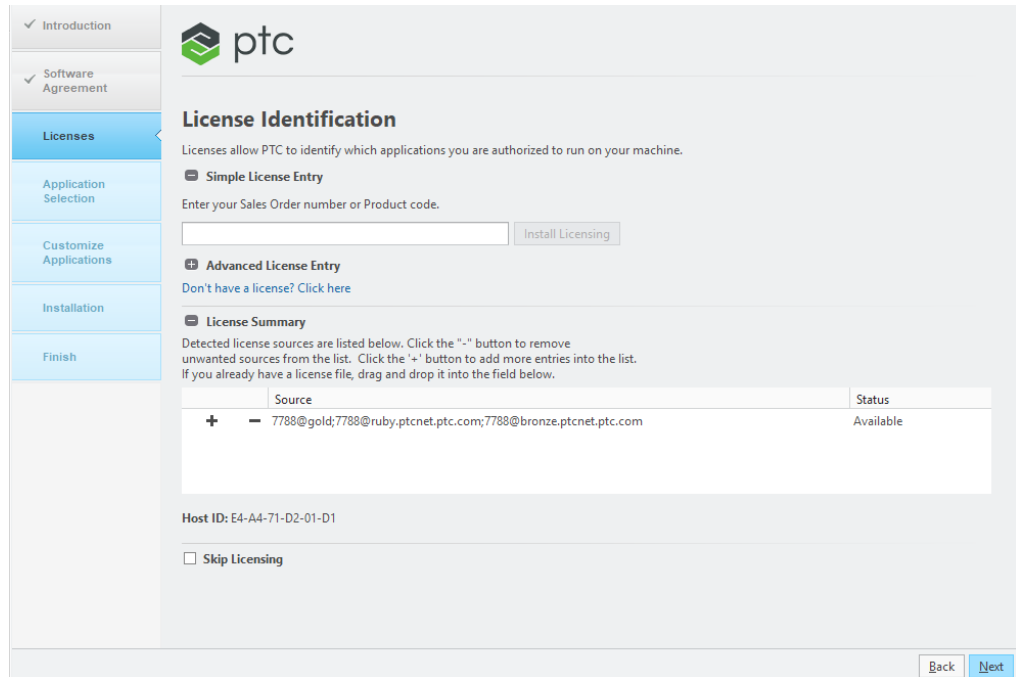 Introduction
Software
Agreement
Licenses
Application
Selection
Customize
Applications
Installation
Finish
ptc
License Identification
Licenses allow PTC to identify which applications you are authorized to run on your machine.
Simple License Entry
Enter your Sales Order number or Product code.
Install Licensing
Advanced License Entry
Don't have a license? Click here
License Summary
Detected license sources are listed below. Click the "-" button to remove
unwanted sources from the list.  Click the '+' button to add more entries into the list.
If you already have a license file, drag and drop it into the field below.
Source Status
+ - 7788@gold;7788@ruby.ptcnet.ptc.com;7788@bronze.ptcnet.ptc.com Available
Host ID: E4-A4-71-D2-01-D1
Skip Licensing
Back Next